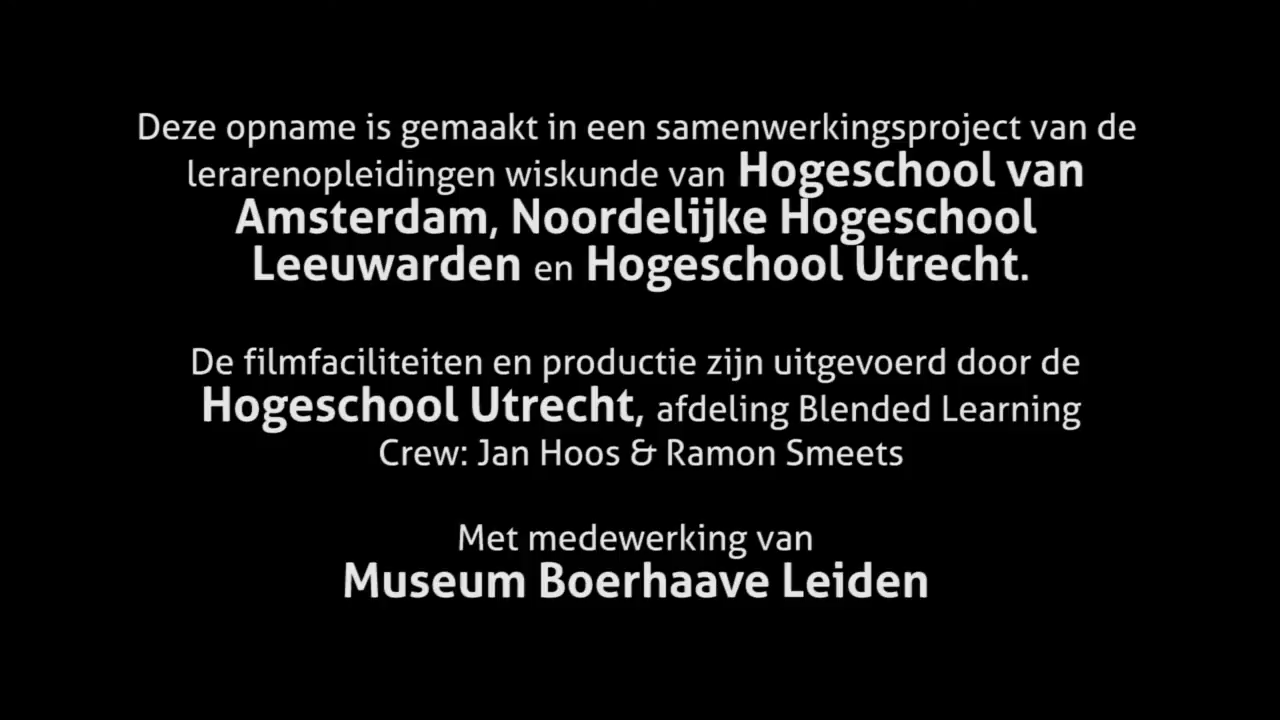 Deze opname is gemaakt in een samenwerkingsproject van de
lerarenopleidingen wiskunde van Hogeschool van
Amsterdam, Noordelijke Hogeschool
Leeuwarden en Hogeschool Utrecht.
De filmfaciliteiten en productie zijn uitgevoerd door de
Hogeschool Utrecht, afdeling Blended Learning
Crew: Jan Hoos & Ramon Smeets
Met medewerking van
Museum Boerhaave Leiden